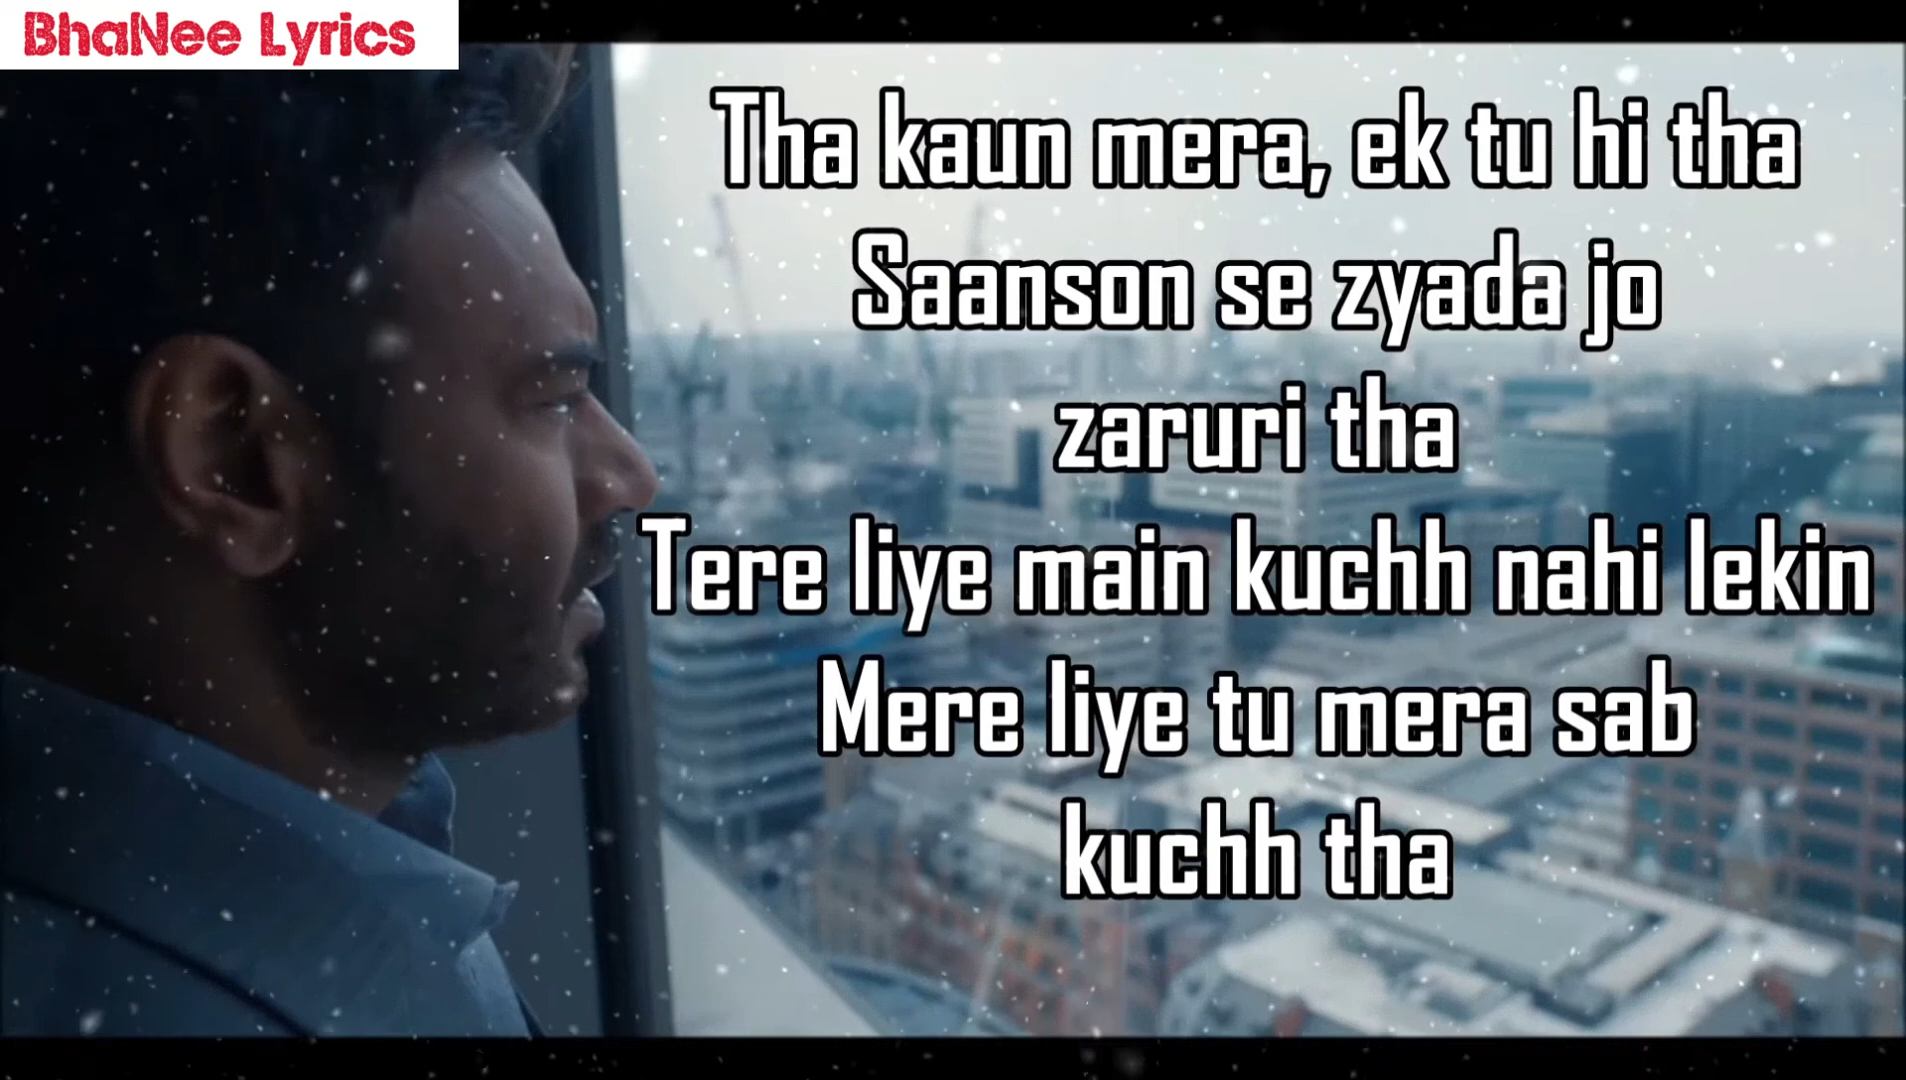 BhaNee Lyrics
Tha kaun mera, ek tu hi tha
Saanson se zyada jo
zaruri tha
Tere liye main kuchh nahi lekin
Mere liye tu mera sab
kuchh tha